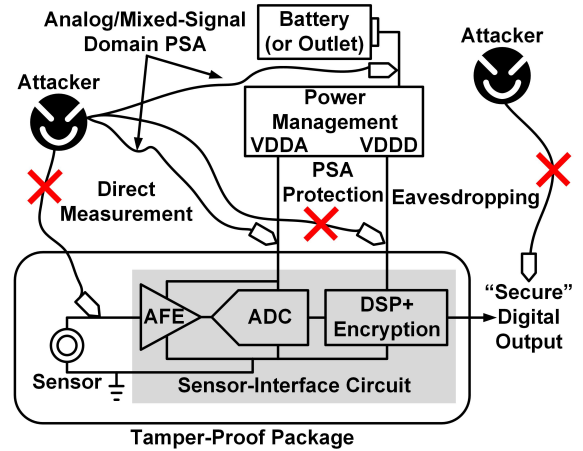 Analog/Mixed-Signal
Domain PSA
Battery
(or Outlet)
Attacker
Attacker
Power
Management
VDDA VDDD
PSA
Protection
Direct
Measurement
Eavesdropping
AFE
ADC
DSP+
Encryption
"Secure"
Digital
Output
Sensor
Sensor-Interface Circuit
Tamper-Proof Package